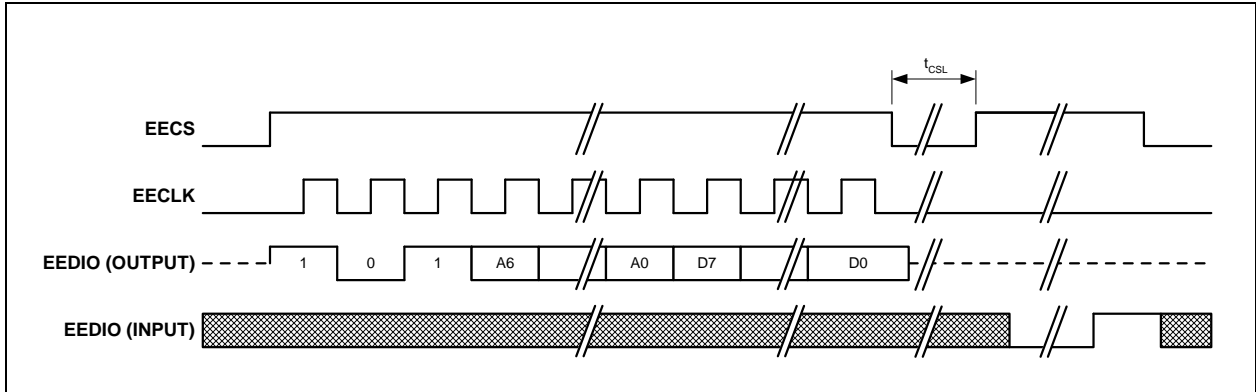 tCSL
EECS
EECLK
EEDIO (OUTPUT)
1 0 1 A6 A0 D7 D0
EEDIO (INPUT)